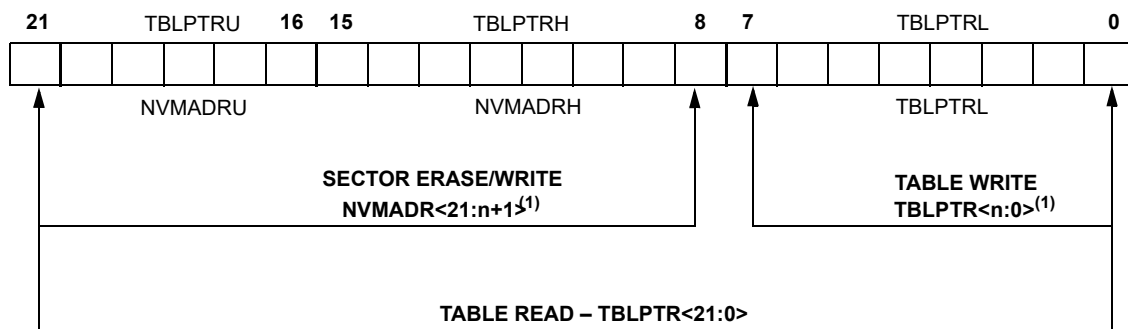 21 TBLPTRU 16 15 TBLPTRH 8 7 TBLPTRL 0
NVMADRU NVMADRH TBLPTRL
SECTOR ERASE/WRITE
NVMADR<21:n+1>(1)
TABLE WRITE
TBLPTR<n:0>(1)
TABLE READ – TBLPTR<21:0>